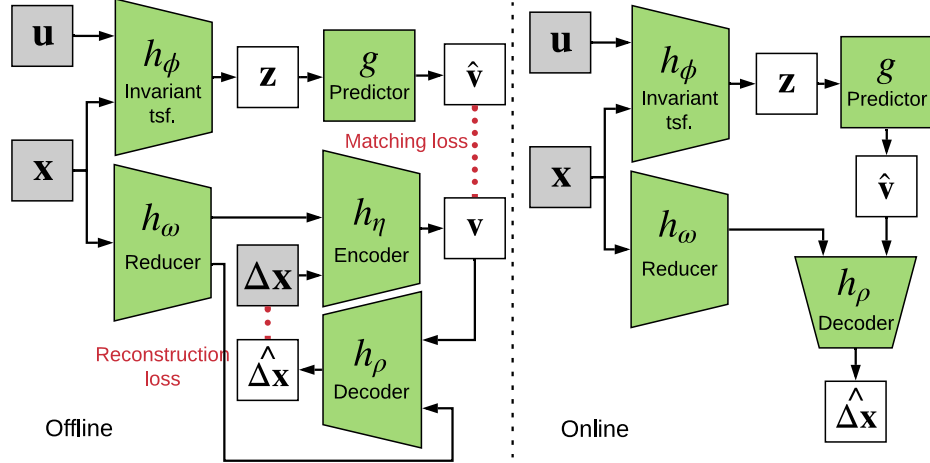 u
x
hϕ
Invariant
tsf.
z
g
Predictor
v̂
Matching loss
hω
Reducer
hη
Encoder
v
Δx
Reconstruction
loss
Δ̂x
hρ
Decoder
Offline
u
x
hϕ
Invariant
tsf.
z
g
Predictor
v̂
hω
Reducer
hρ
Decoder
Δ̂x
Online